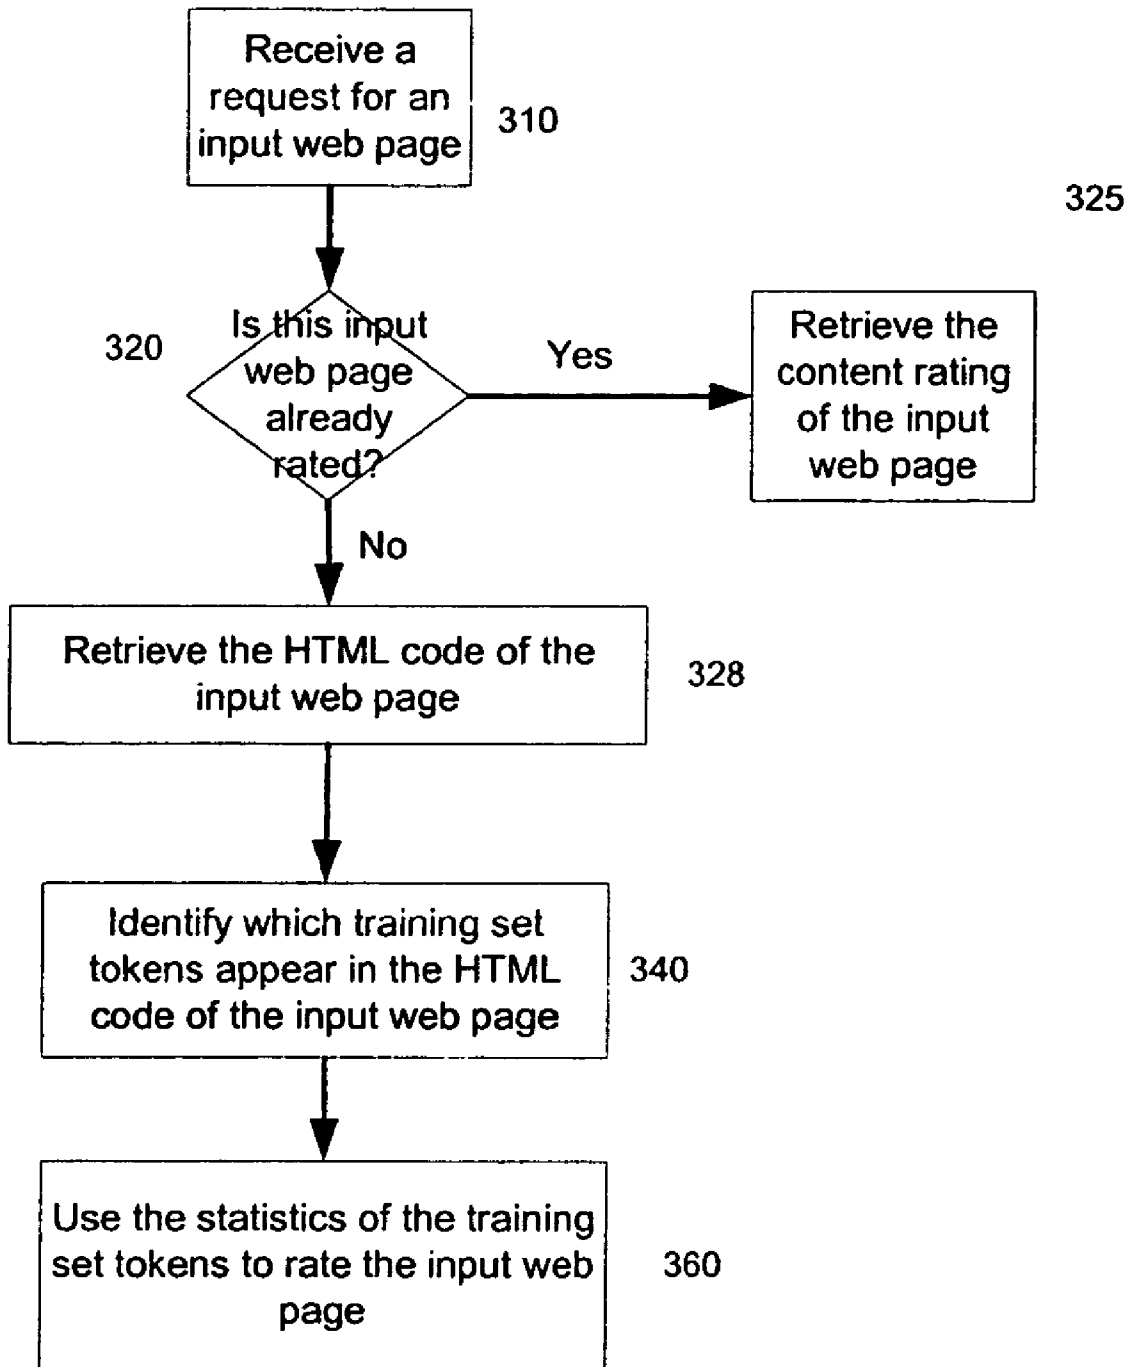 Receive a
request for an
input web page
310
325
320
Is this input
web page
already
rated?
Yes
Retrieve the
content rating
of the input
web page
No
Retrieve the HTML code of the
input web page
328
Identify which training set
tokens appear in the HTML
code of the input web page
340
Use the statistics of the training
set tokens to rate the input web
page
360